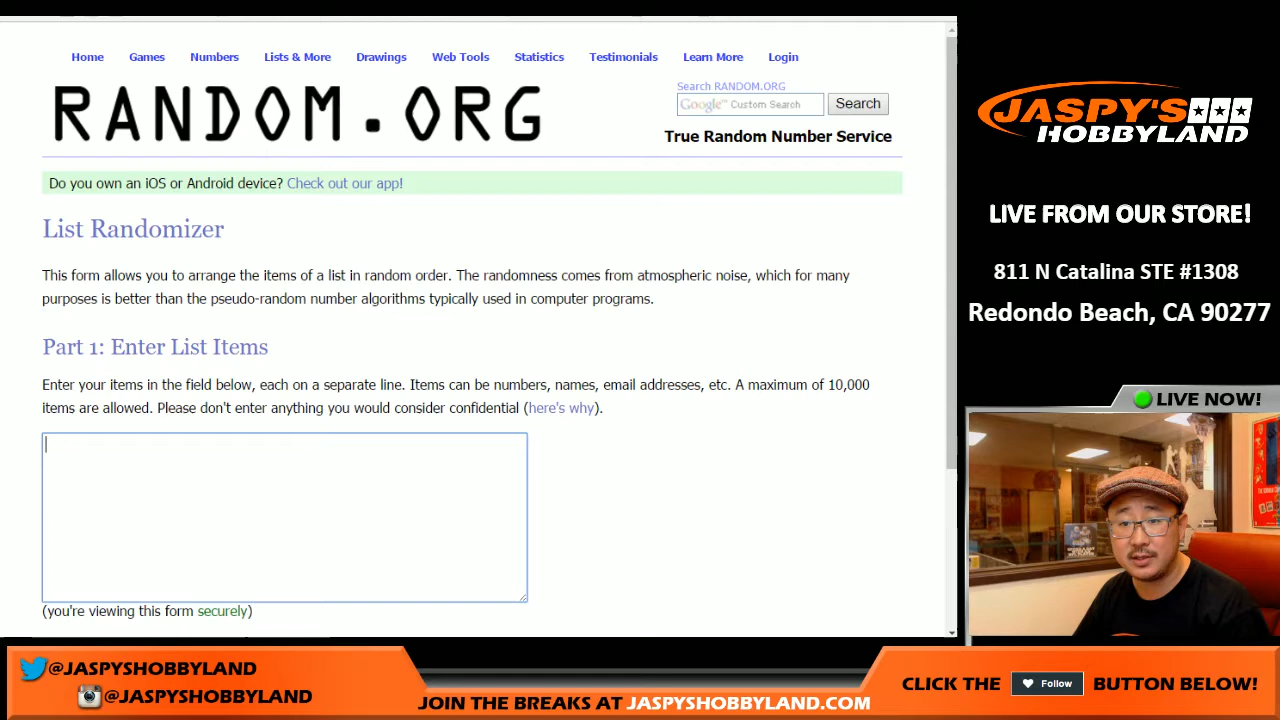 Home Games Numbers Lists & More Drawings Web Tools Statistics Testimonials Learn More Login
RANDOM.ORG
Search RANDOM.ORG
Google™ Custom Search Search
True Random Number Service
Do you own an iOS or Android device? Check out our app!
List Randomizer
This form allows you to arrange the items of a list in random order. The randomness comes from atmospheric noise, which for many
purposes is better than the pseudo-random number algorithms typically used in computer programs.
Part 1: Enter List Items
Enter your items in the field below, each on a separate line. Items can be numbers, names, email addresses, etc. A maximum of 10,000
items are allowed. Please don't enter anything you would consider confidential (here's why).
(you're viewing this form securely)
JASPY'S
HOBBYLAND
LIVE FROM OUR STORE!
811 N Catalina STE #1308
Redondo Beach, CA 90277
LIVE NOW!
@JASPYSHOBBYLAND
@JASPYSHOBBYLAND
JOIN THE BREAKS AT JASPYSHOBBYLAND.COM
CLICK THE Follow BUTTON BELOW!